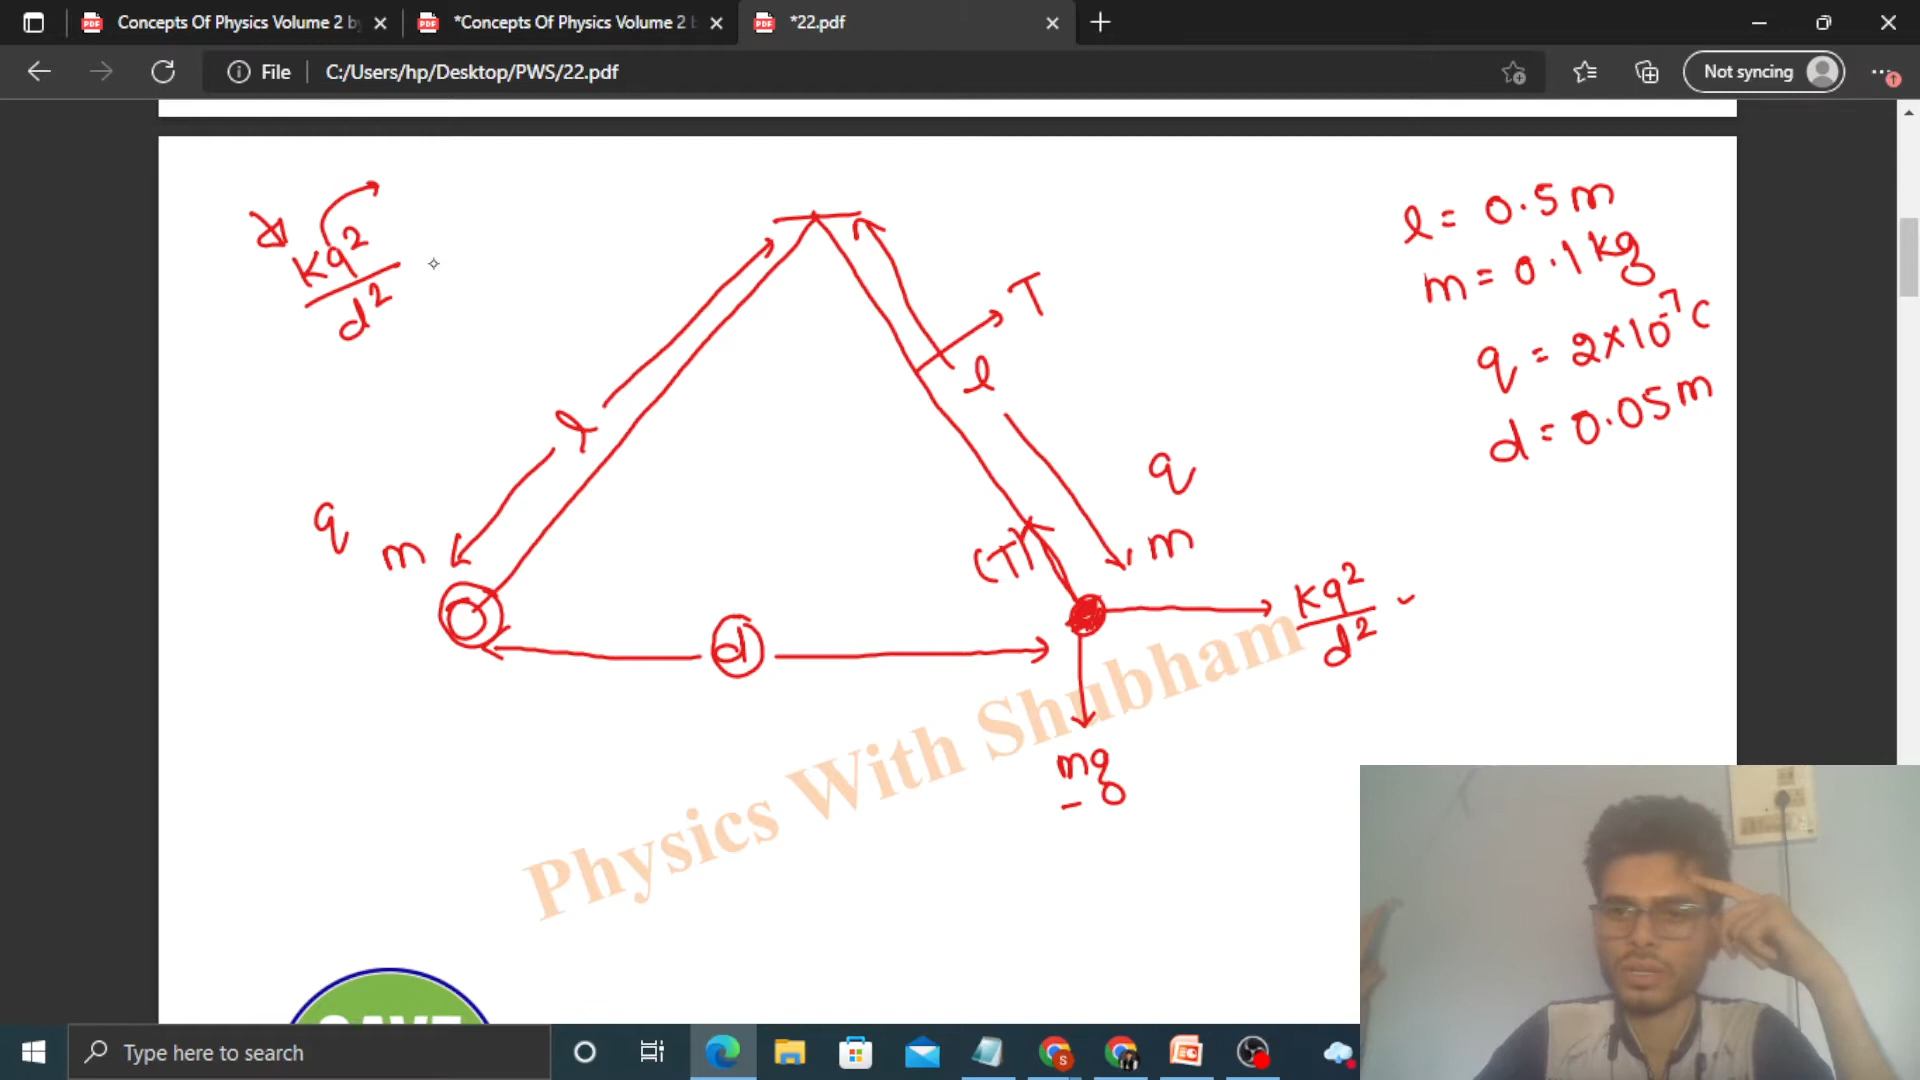 Concepts Of Physics Volume 2 by
*Concepts Of Physics Volume 2 b
*22.pdf
File
C:/Users/hp/Desktop/PWS/22.pdf
Not syncing
kq²
d²
T
l
l
l = 0.5 m
m = 0.1 kg
q = 2×10⁻⁷ C
d = 0.05 m
q
m
q
m
(T)
d
kq²
d²
mg
Physics With Shubham
SAVE
Type here to search